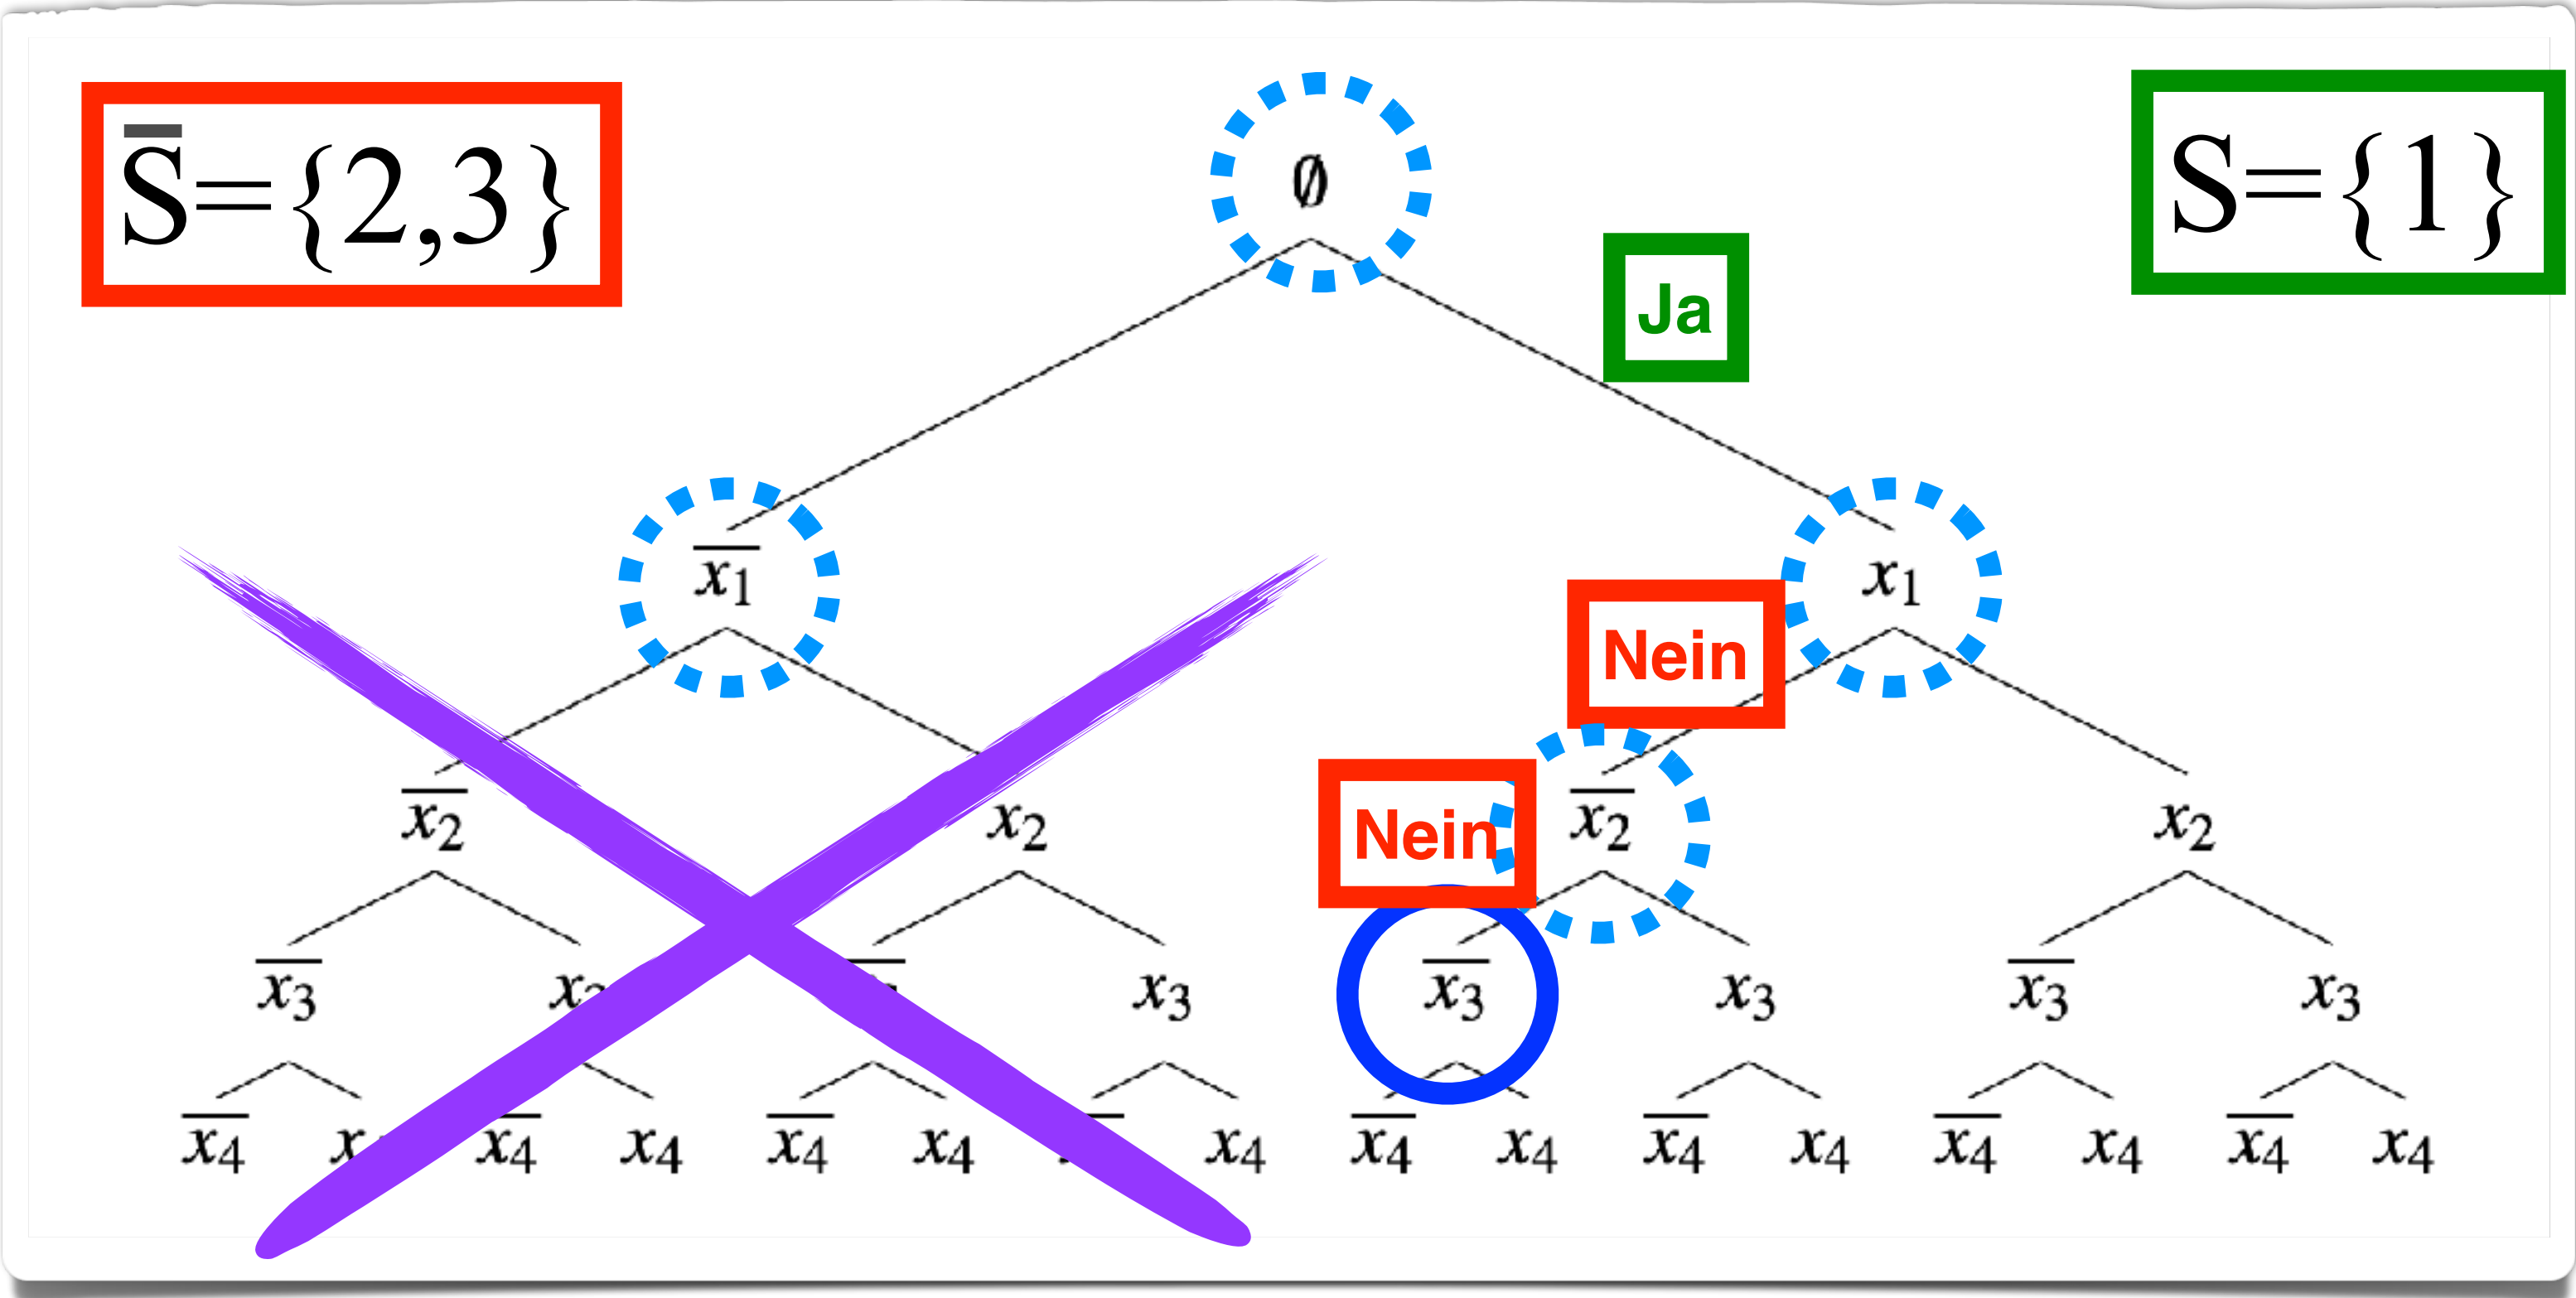 S̅={2,3}
∅
S={1}
Ja
x̅₁
x₁
Nein
x̅₂
x₂
Nein
x̅₂
x₂
x̅₃
x₃
x̅₃
x₃
x̅₃
x₃
x̅₄
x̅₄
x₄
x̅₄
x₄
x₄
x̅₄
x₄
x̅₄
x₄
x̅₄
x₄
x̅₄
x₄